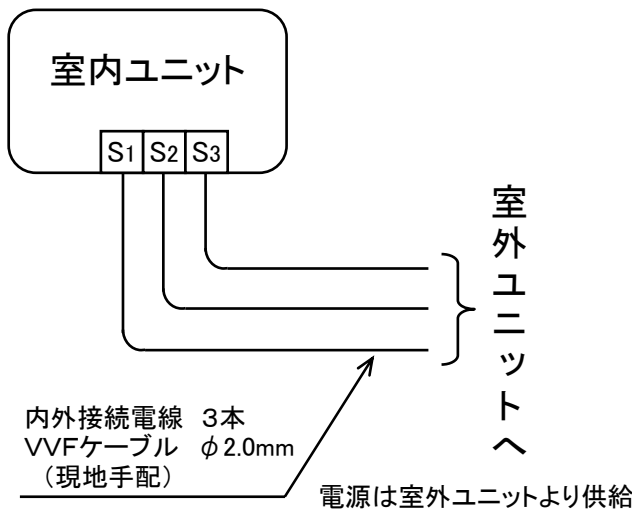 室内ユニット
S1 S2 S3
室外ユニットへ
内外接続電線 3本
VVFケーブル φ2.0mm
(現地手配)
電源は室外ユニットより供給